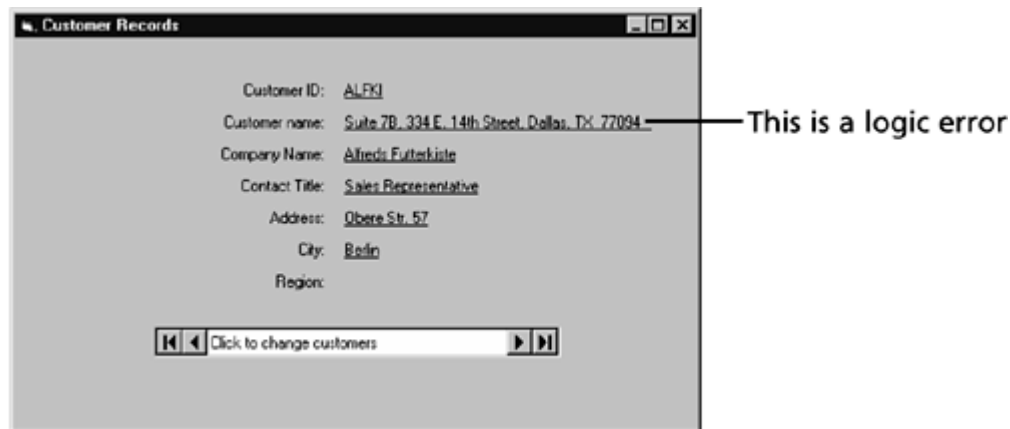 Customer Records
Customer ID: ALFKI
Customer name: Suite 7B, 334 E. 14th Street, Dallas, TX 77094
This is a logic error
Company Name: Alfreds Futterkiste
Contact Title: Sales Representative
Address: Obere Str. 57
City: Berlin
Region:
Click to change customers